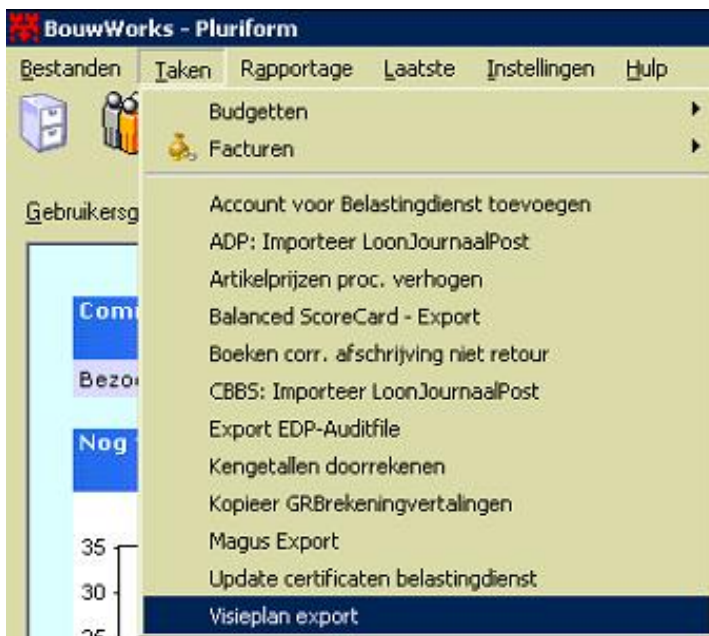 BouwWorks - Pluriform
Bestanden Taken Rapportage Laatste Instellingen Hulp
Budgetten
Facturen
Gebruikersg
Account voor Belastingdienst toevoegen
ADP: Importeer LoonJournaalPost
Artikelprijzen proc. verhogen
Com
Balanced ScoreCard - Export
Boeken corr. afschrijving niet retour
Bezo
CBBS: Importeer LoonJournaalPost
Export EDP-Auditfile
Nog
Kengetallen doorrekenen
Kopieer GRBrekeningvertalingen
35
Magus Export
30
Update certificaten belastingdienst
Visieplan export